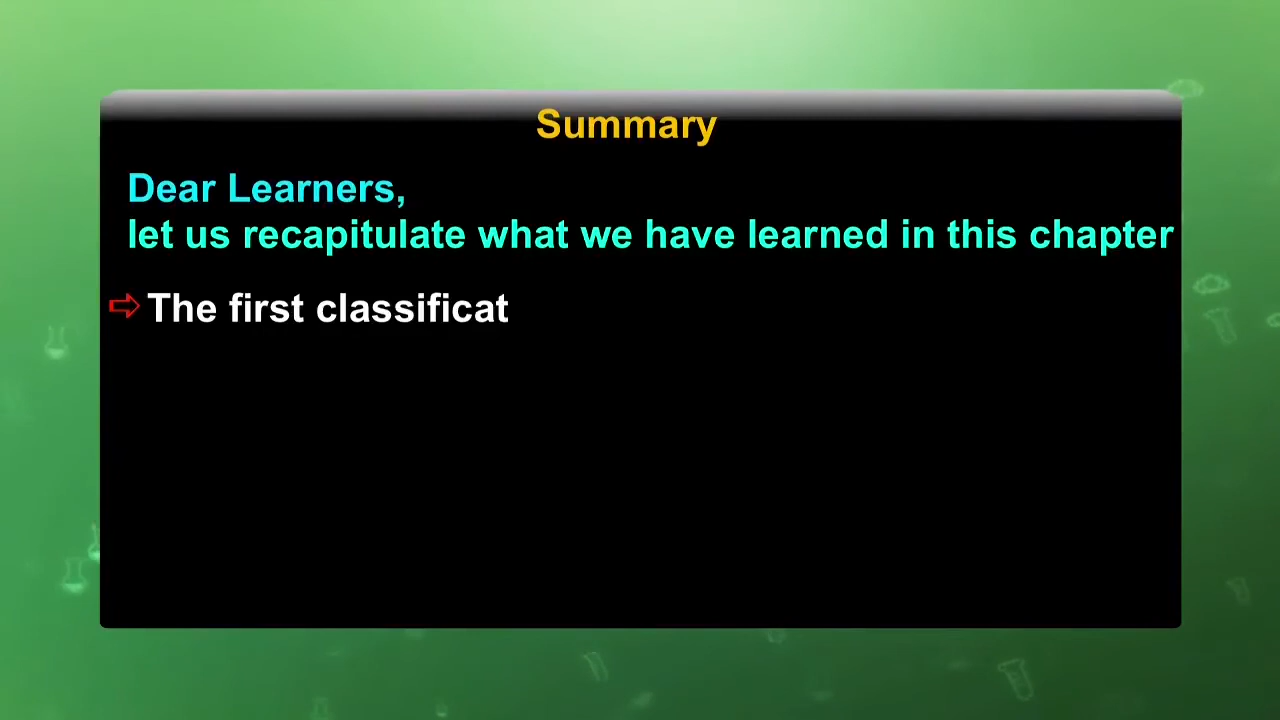 Summary
Dear Learners,
let us recapitulate what we have learned in this chapter
⇨ The first classificat